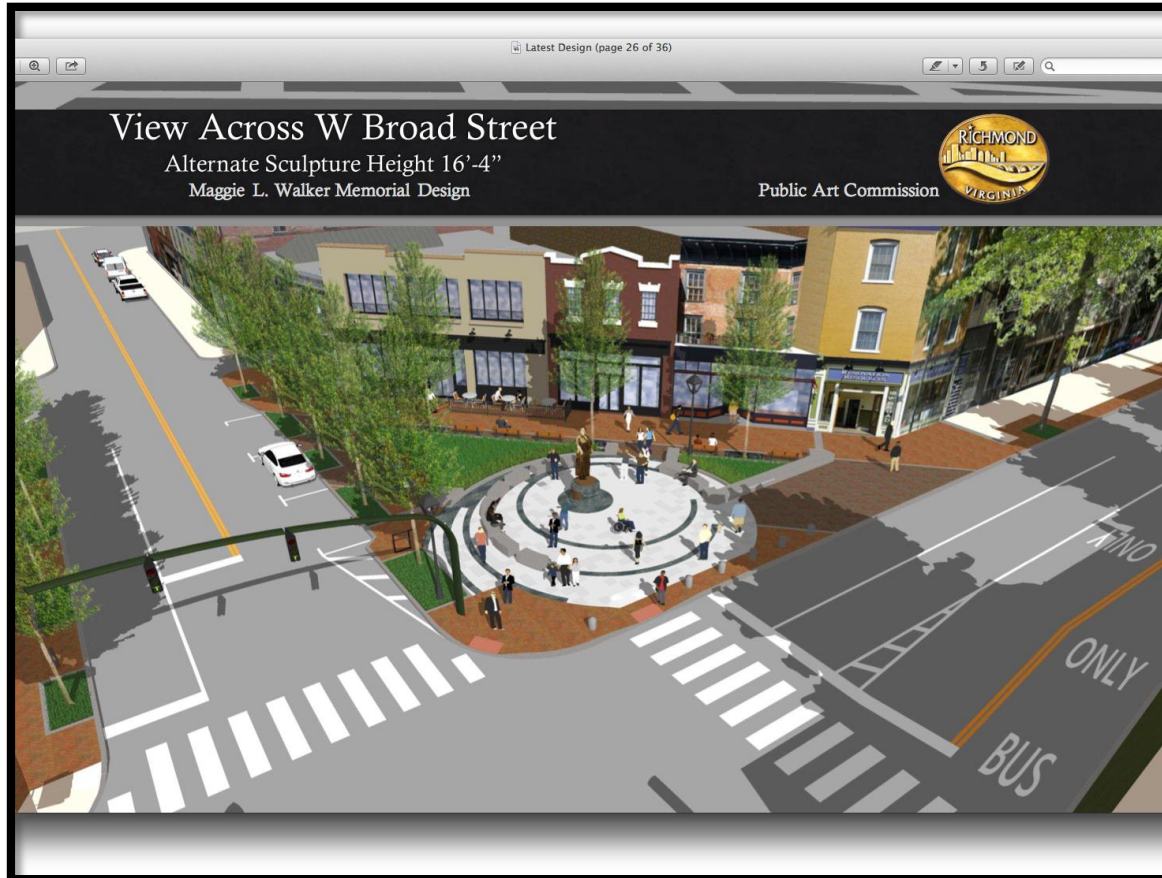 Latest Design (page 26 of 36)
View Across W Broad Street
Alternate Sculpture Height 16'-4”
Maggie L. Walker Memorial Design
Public Art Commission
RICHMOND
VIRGINIA
ONLY
ONLY
BUS